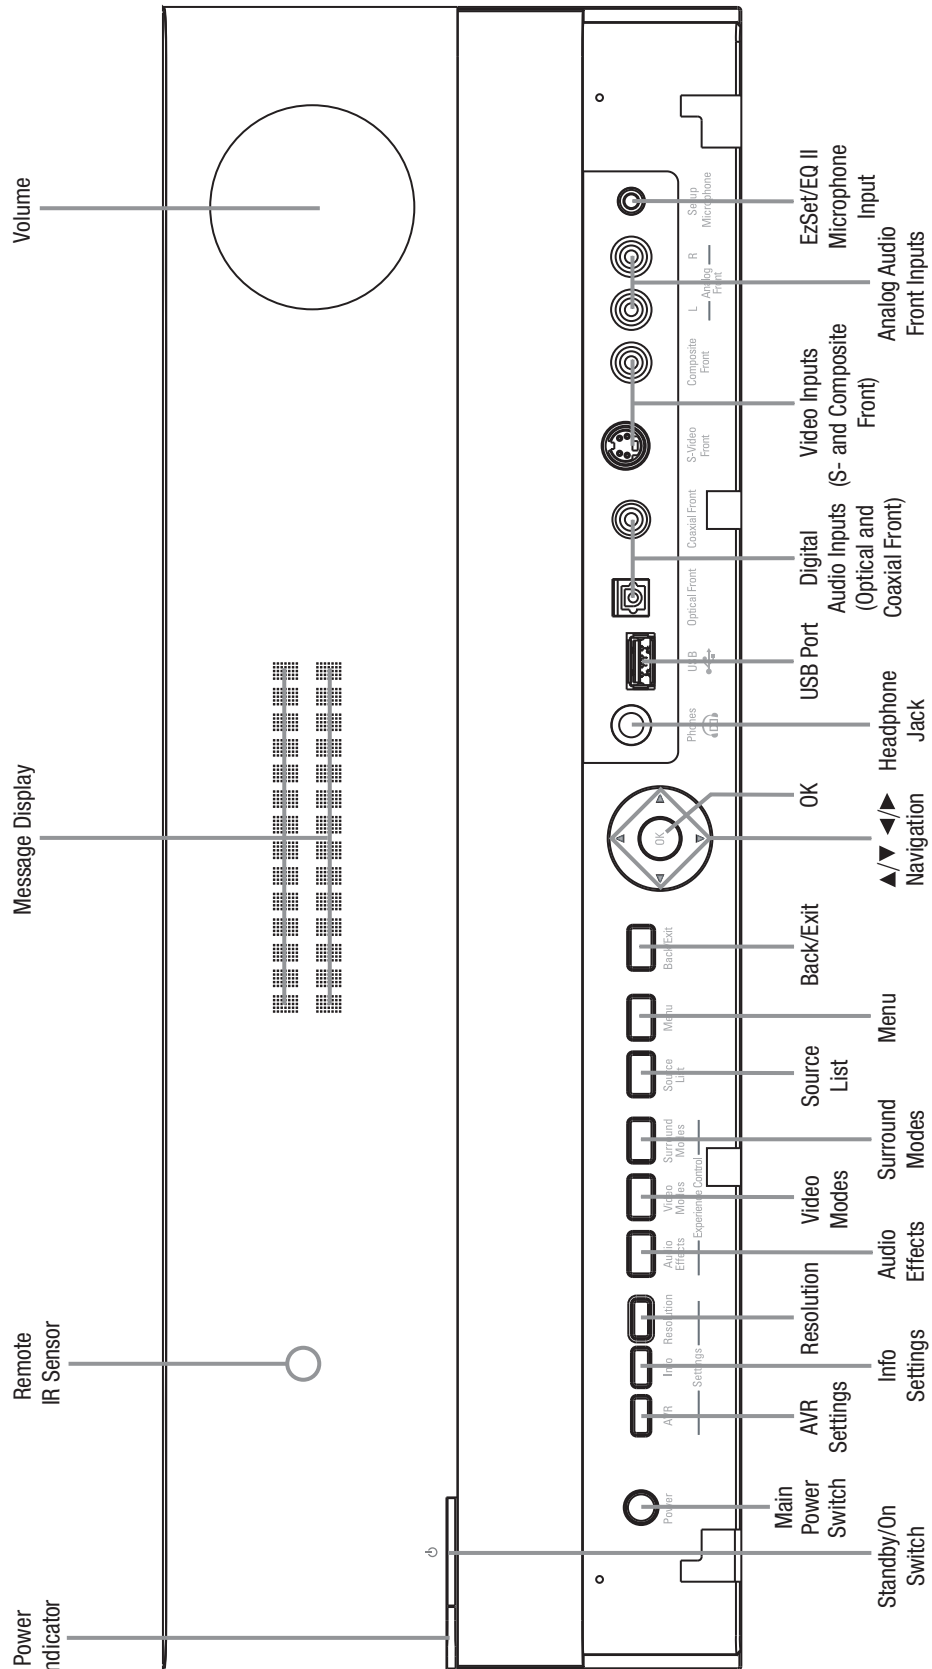 Power
ndicator
Remote
IR Sensor
Message Display
Volume
Power
AVR
Info
Resolution
Settings
Audio
Effects
Video
Modes
Surround
Modes
Experience Control
Source
List
Menu
Back/Exit
OK
Phones
USB
Optical Front
Coaxial Front
S-Video
Front
Composite
Front
L
R
Analog
Front
Setup
Microphone
Standby/On
Switch
Main
Power
Switch
AVR
Settings
Info
Settings
Resolution
Audio
Effects
Video
Modes
Surround
Modes
Source
List
Menu
Back/Exit
▲/▼ ◀/▶
Navigation
OK
Headphone
Jack
USB Port
Digital
Audio Inputs
(Optical and
Coaxial Front)
Video Inputs
(S- and Composite
Front)
Analog Audio
Front Inputs
EzSet/EQ II
Microphone
Input